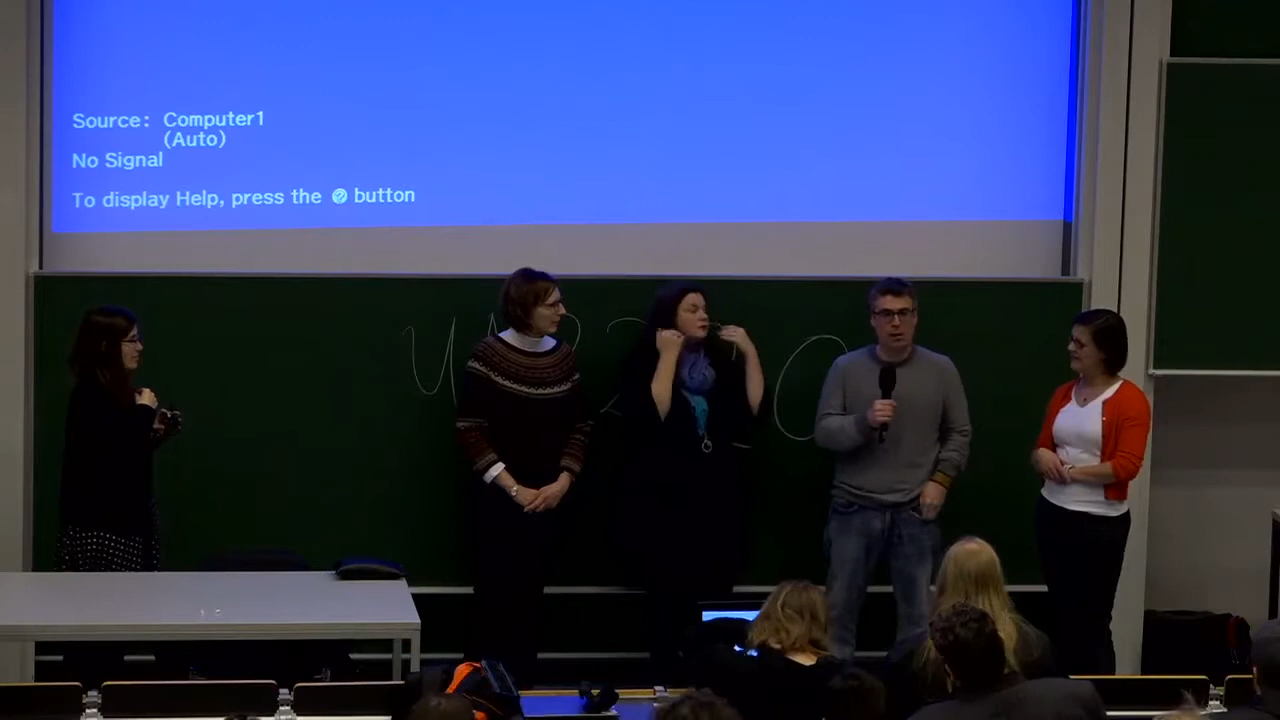 Source: Computer1
(Auto)
No Signal
To display Help, press the button